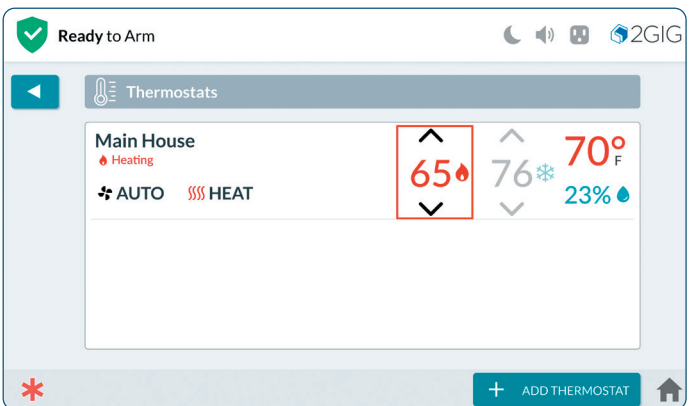 Ready to Arm
2GIG
Thermostats
Main House
Heating
AUTO HEAT
65 76 70°F
23%
+ ADD THERMOSTAT